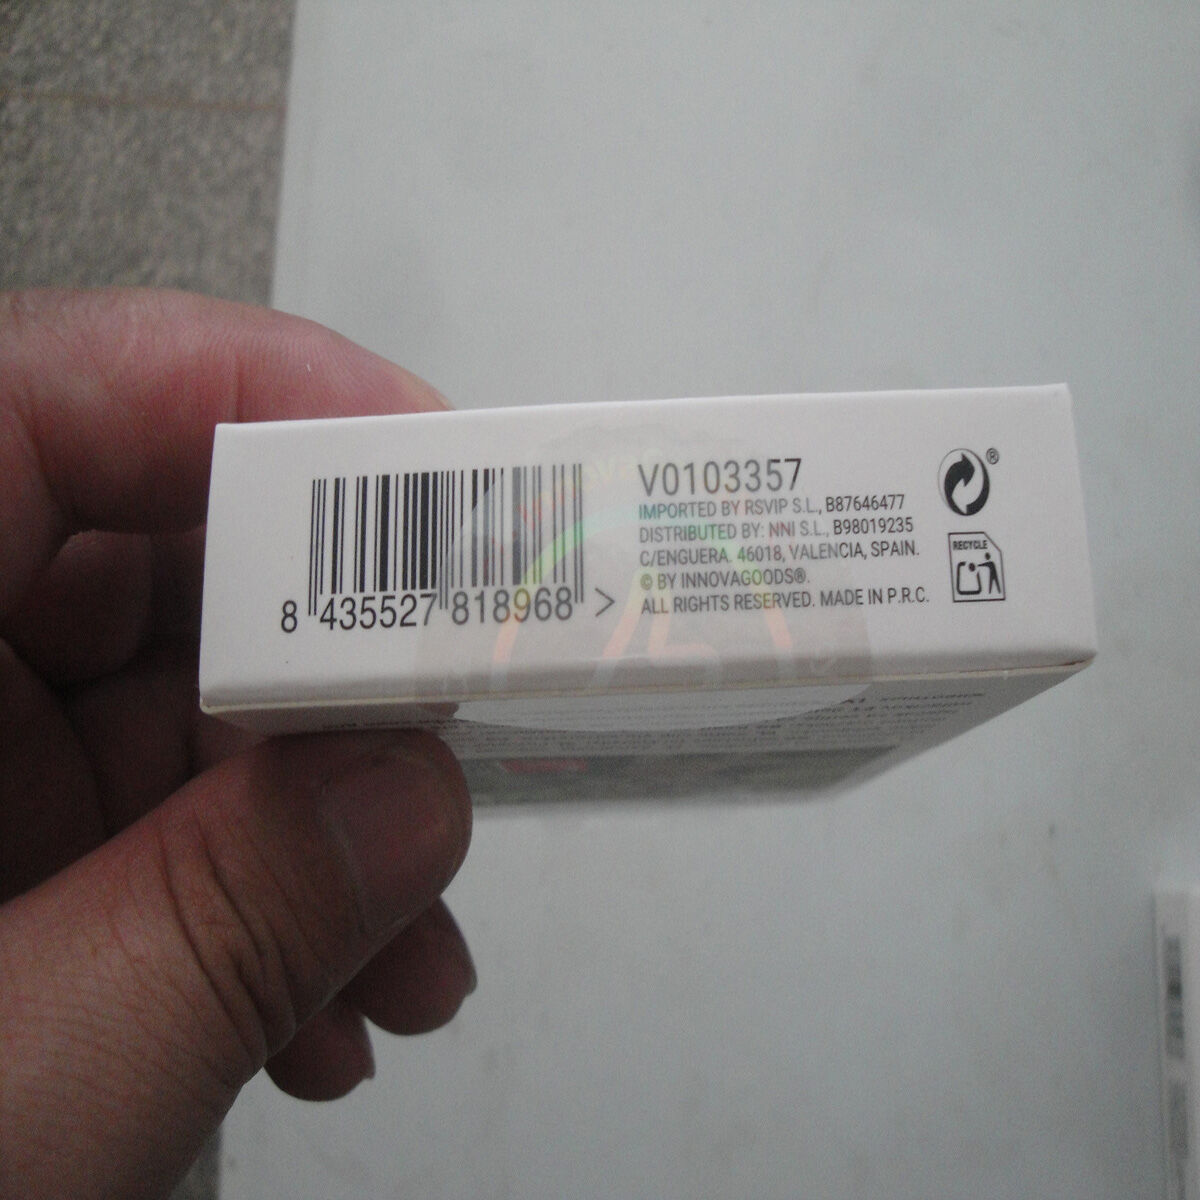 V0103357
IMPORTED BY RSVIP S.L., B87646477
DISTRIBUTED BY: NNI S.L., B98019235
C/ENGUERA. 46018, VALENCIA, SPAIN.
© BY INNOVAGOODS®.
ALL RIGHTS RESERVED. MADE IN P.R.C.
8 435527 818968 >
®
RECYCLE